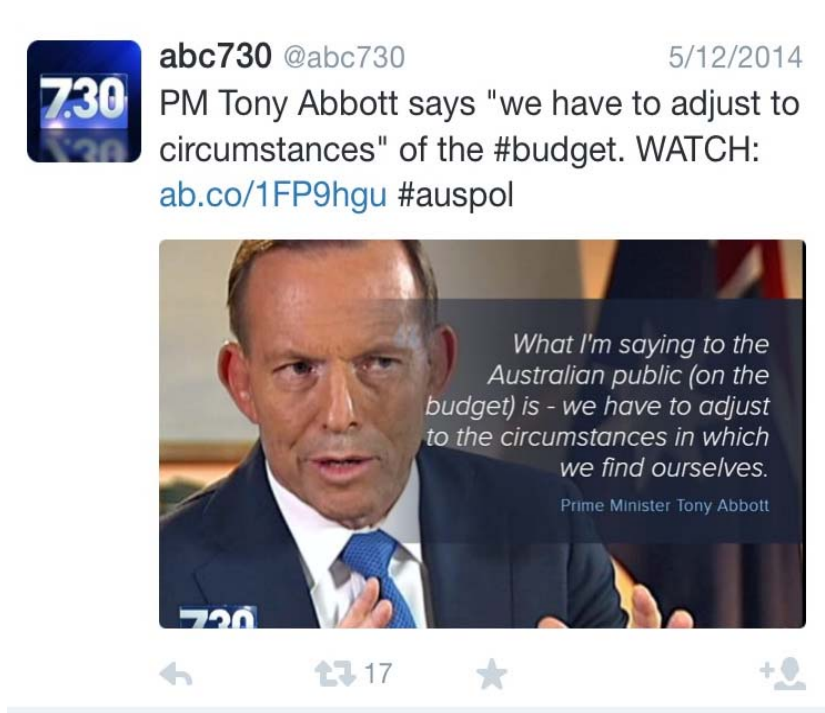 7.30
abc730 @abc730 5/12/2014
PM Tony Abbott says "we have to adjust to
circumstances" of the #budget. WATCH:
ab.co/1FP9hgu #auspol
What I'm saying to the
Australian public (on the
budget) is - we have to adjust
to the circumstances in which
we find ourselves.
Prime Minister Tony Abbott
730
17